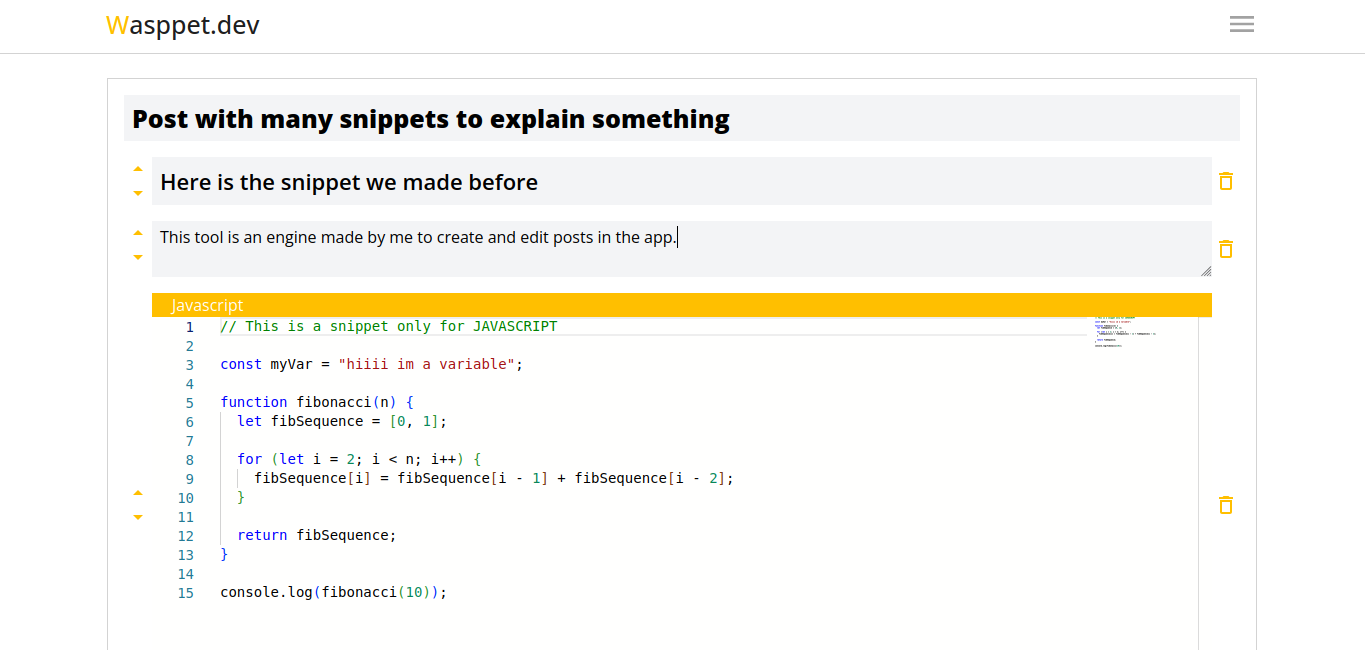 Wasppet.dev
Post with many snippets to explain something
Here is the snippet we made before
This tool is an engine made by me to create and edit posts in the app.
Javascript
1 // This is a snippet only for JAVASCRIPT
2
3 const myVar = "hiiii im a variable";
4
5 function fibonacci(n) {
6 let fibSequence = [0, 1];
7
8 for (let i = 2; i < n; i++) {
9 fibSequence[i] = fibSequence[i - 1] + fibSequence[i - 2];
10 }
11
12 return fibSequence;
13 }
14
15 console.log(fibonacci(10));